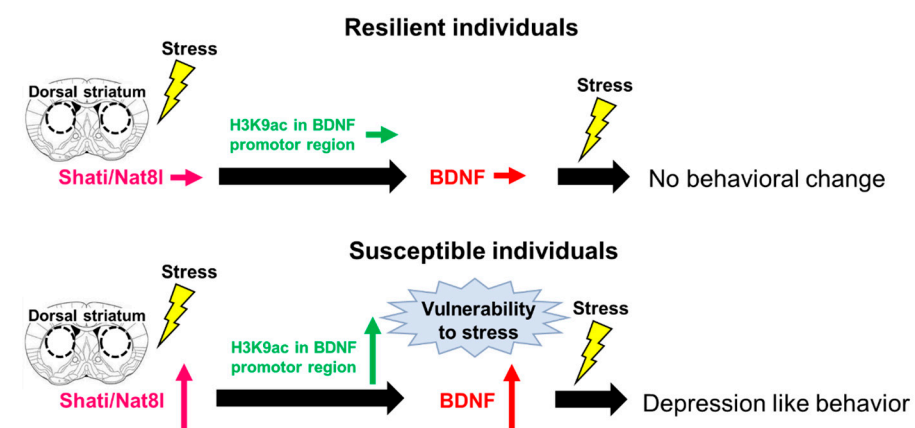 Resilient individuals
Stress
Dorsal striatum
Stress
H3K9ac in BDNF
promotor region
Shati/Nat8l
BDNF
No behavioral change
Susceptible individuals
Stress
Vulnerability
to stress
Stress
Dorsal striatum
H3K9ac in BDNF
promotor region
Shati/Nat8l
BDNF
Depression like behavior